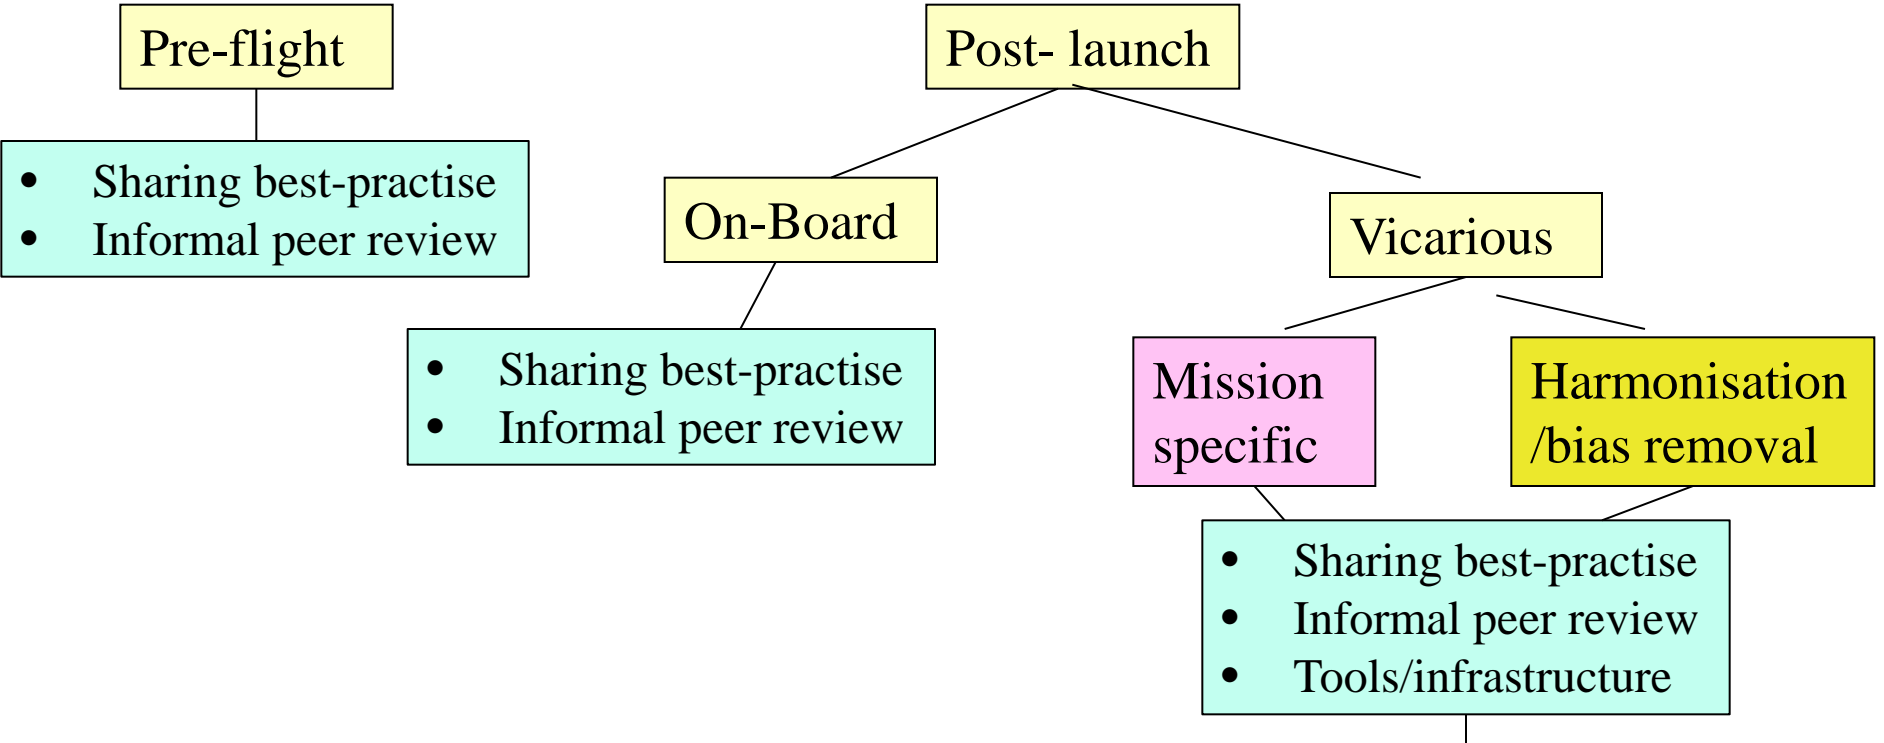 Pre-flight
Post- launch
• Sharing best-practise
• Informal peer review
On-Board
Vicarious
• Sharing best-practise
• Informal peer review
Mission
specific
Harmonisation
/bias removal
• Sharing best-practise
• Informal peer review
• Tools/infrastructure